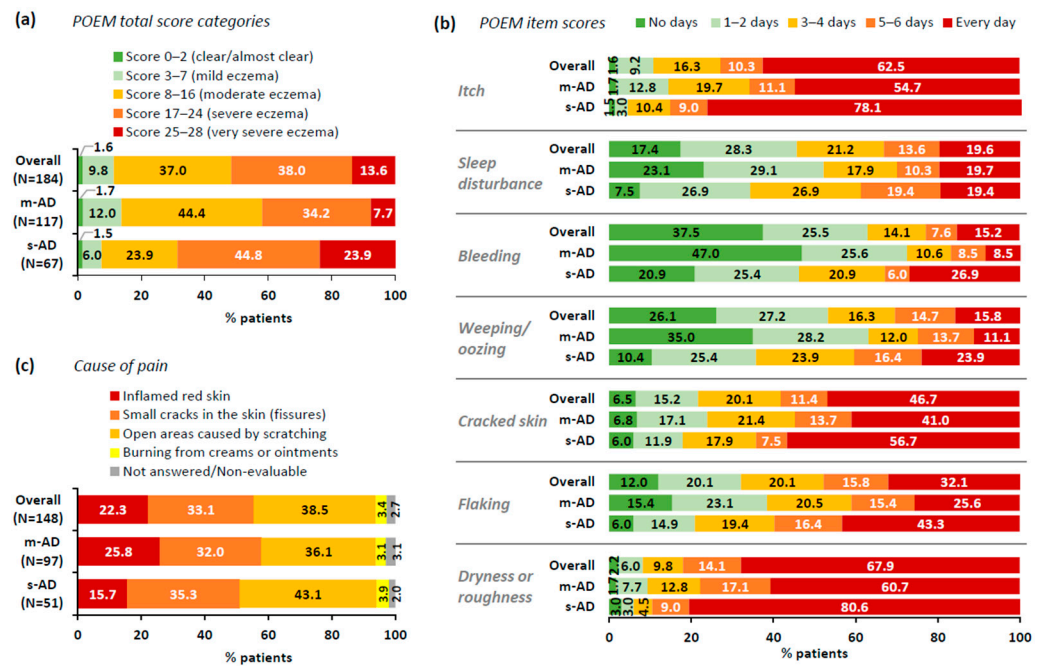 (a) POEM total score categories
Score 0–2 (clear/almost clear)
Score 3–7 (mild eczema)
Score 8–16 (moderate eczema)
Score 17–24 (severe eczema)
Score 25–28 (very severe eczema)
1.6
Overall (N=184) 9.8 37.0 38.0 13.6
1.7
m-AD (N=117) 12.0 44.4 34.2 7.7
1.5
s-AD (N=67) 6.0 23.9 44.8 23.9
0 20 40 60 80 100
% patients
(c) Cause of pain
Inflamed red skin
Small cracks in the skin (fissures)
Open areas caused by scratching
Burning from creams or ointments
Not answered/Non-evaluable
Overall (N=148) 22.3 33.1 38.5 3.4 2.7
m-AD (N=97) 25.8 32.0 36.1 3.1 3.1
s-AD (N=51) 15.7 35.3 43.1 3.9 2.0
0 20 40 60 80 100
% patients
(b) POEM item scores
No days 1–2 days 3–4 days 5–6 days Every day
Itch
Overall 1.6 9.2 16.3 10.3 62.5
m-AD 1.7 12.8 19.7 11.1 54.7
s-AD 1.5 3.0 10.4 9.0 78.1
Sleep disturbance
Overall 17.4 28.3 21.2 13.6 19.6
m-AD 23.1 29.1 17.9 10.3 19.7
s-AD 7.5 26.9 26.9 19.4 19.4
Bleeding
Overall 37.5 25.5 14.1 7.6 15.2
m-AD 47.0 25.6 10.6 8.5 8.5
s-AD 20.9 25.4 20.9 6.0 26.9
Weeping/ oozing
Overall 26.1 27.2 16.3 14.7 15.8
m-AD 35.0 28.2 12.0 13.7 11.1
s-AD 10.4 25.4 23.9 16.4 23.9
Cracked skin
Overall 6.5 15.2 20.1 11.4 46.7
m-AD 6.8 17.1 21.4 13.7 41.0
s-AD 6.0 11.9 17.9 7.5 56.7
Flaking
Overall 12.0 20.1 20.1 15.8 32.1
m-AD 15.4 23.1 20.5 15.4 25.6
s-AD 6.0 14.9 19.4 16.4 43.3
Dryness or roughness
Overall 2.2 6.0 9.8 14.1 67.9
m-AD 1.7 7.7 12.8 17.1 60.7
s-AD 3.0 3.0 4.5 9.0 80.6
0 20 40 60 80 100
% patients